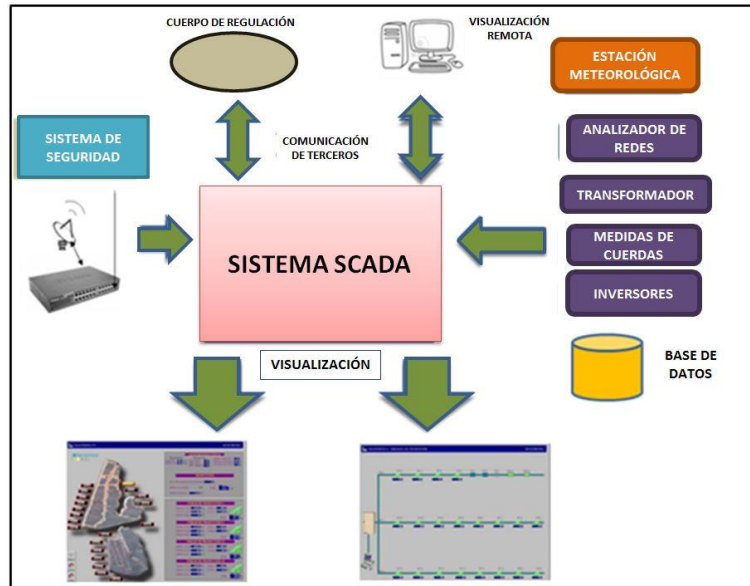 CUERPO DE REGULACIÓN
VISUALIZACIÓN
REMOTA
ESTACIÓN
METEOROLÓGICA
SISTEMA DE
SEGURIDAD
COMUNICACIÓN
DE TERCEROS
ANALIZADOR DE
REDES
TRANSFORMADOR
SISTEMA SCADA
MEDIDAS DE
CUERDAS
INVERSORES
VISUALIZACIÓN
BASE DE
DATOS